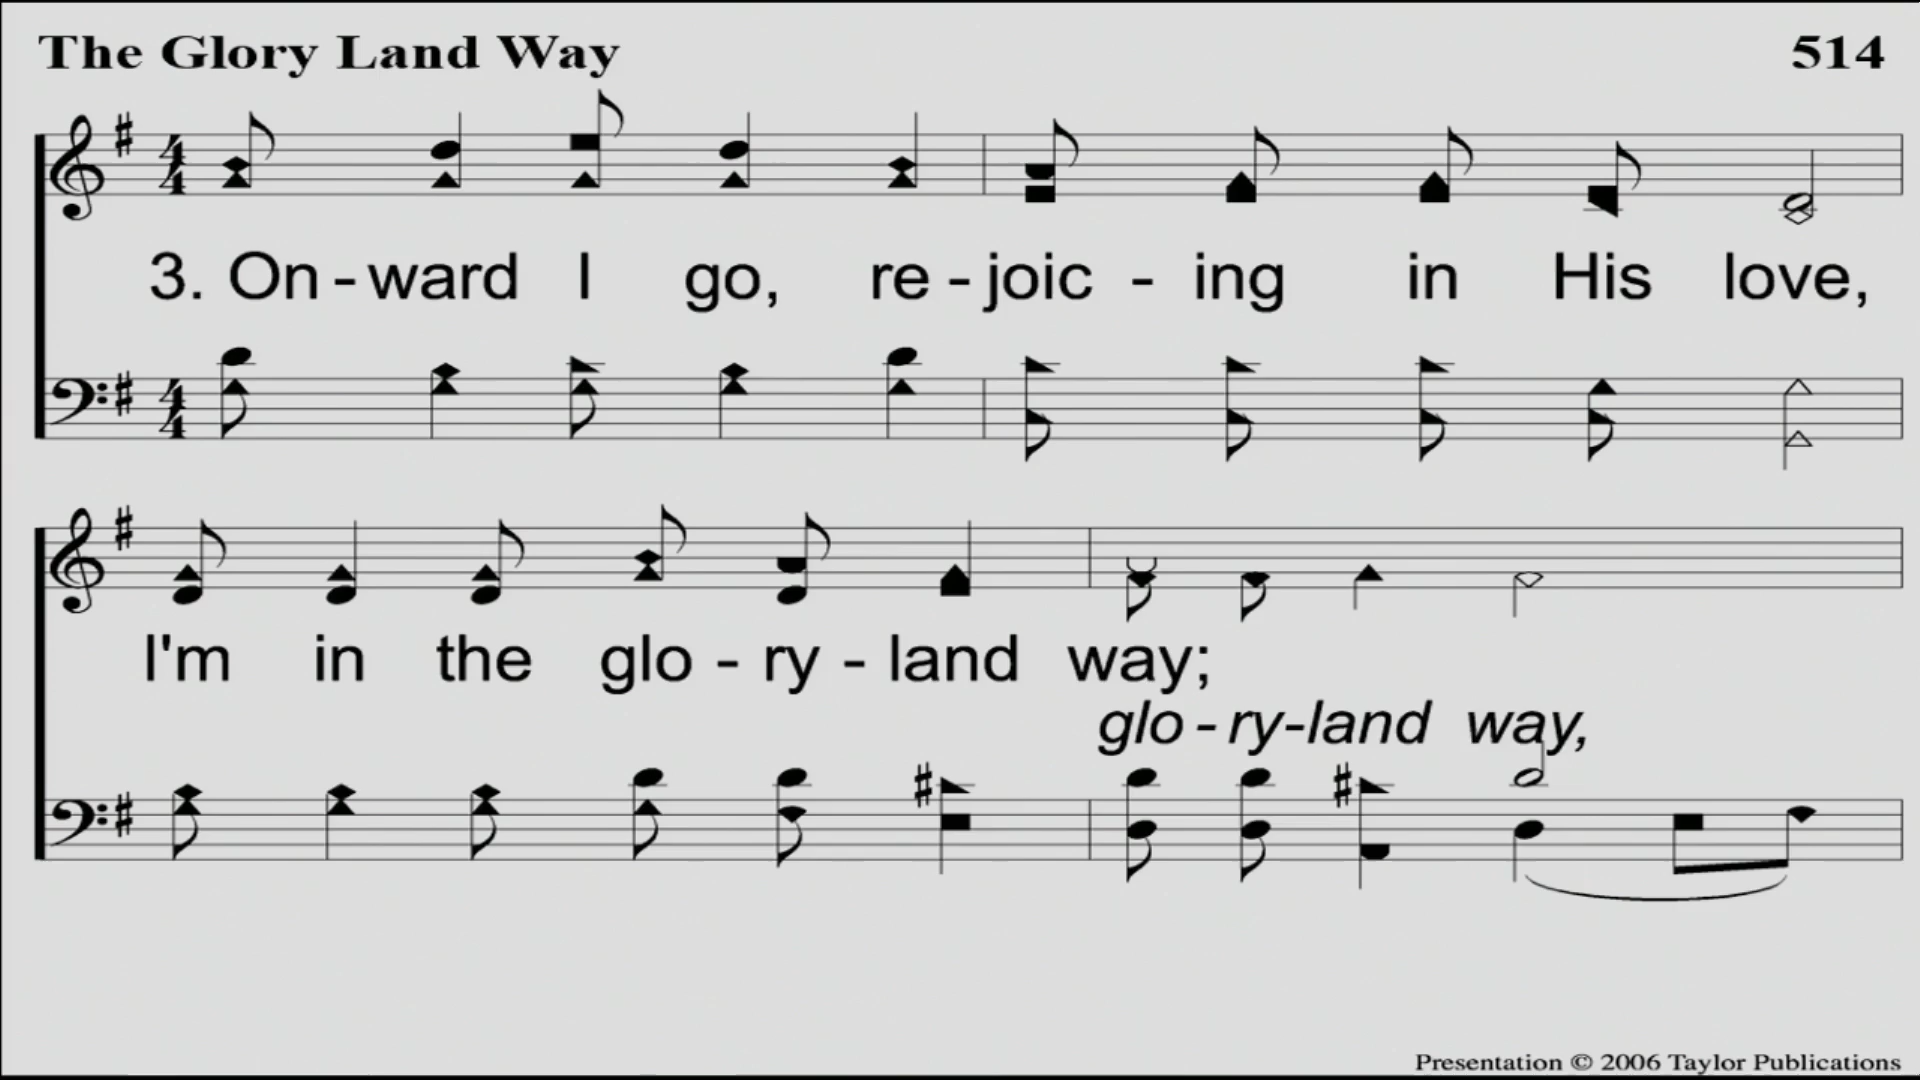 The Glory Land Way 514
3. On - ward I go, re - joic - ing in His love,
I'm in the glo - ry - land way;
glo - ry - land way,
Presentation © 2006 Taylor Publications